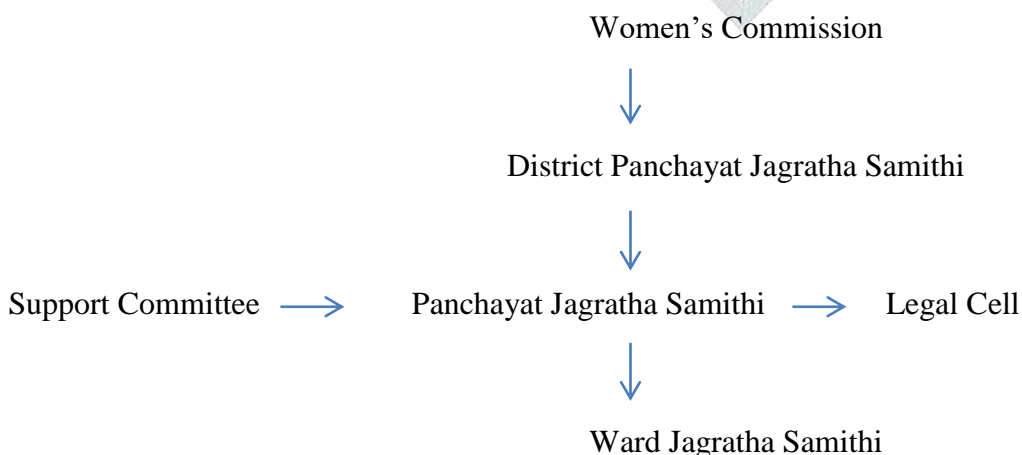 Women’s Commission
District Panchayat Jagratha Samithi
Support Committee Panchayat Jagratha Samithi Legal Cell
Ward Jagratha Samithi